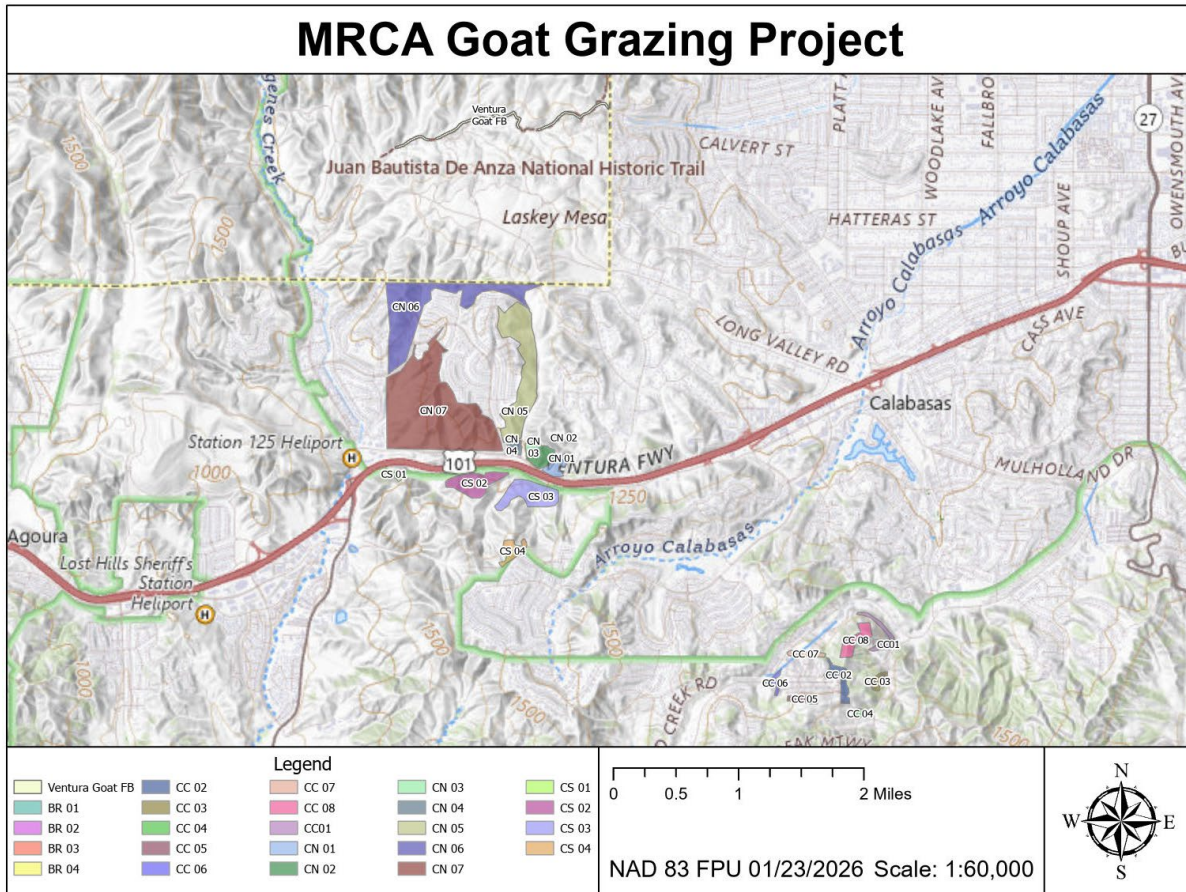 MRCA Goat Grazing Project
Ventura
Goat FB
Juan Bautista De Anza National Historic Trail
Laskey Mesa
1500
1500
CALVERT ST
WOODLAKE AVE
Arroyo Calabasas
27
OWENSMOUTH AVE
HATTERAS ST
Arroyo Calabasas
SHOUP AVE
CN 06
LONG VALLEY RD
CASS AVE
CN 07
CN 05
Calabasas
CN
04
CN
03
CN 02
CN 01
Station 125 Heliport
H
101
VENTURA FWY
MULHOLLAND DR
1000
CS 01
CS 02
CS 03
1250
Agoura
CS 04
Arroyo Calabasas
Lost Hills Sheriff's
Station
Heliport
H
1500
1500
1000
CC 08
CC01
CC 07
CC 02
CC 03
CC 06
CC 05
CC 04
CREEK RD
1500
1500
Legend
Ventura Goat FB
BR 01
BR 02
BR 03
BR 04
CC 02
CC 03
CC 04
CC 05
CC 06
CC 07
CC 08
CC01
CN 01
CN 02
CN 03
CN 04
CN 05
CN 06
CN 07
CS 01
CS 02
CS 03
CS 04
0 0.5 1 2 Miles
NAD 83 FPU 01/23/2026 Scale: 1:60,000
N
W E
S